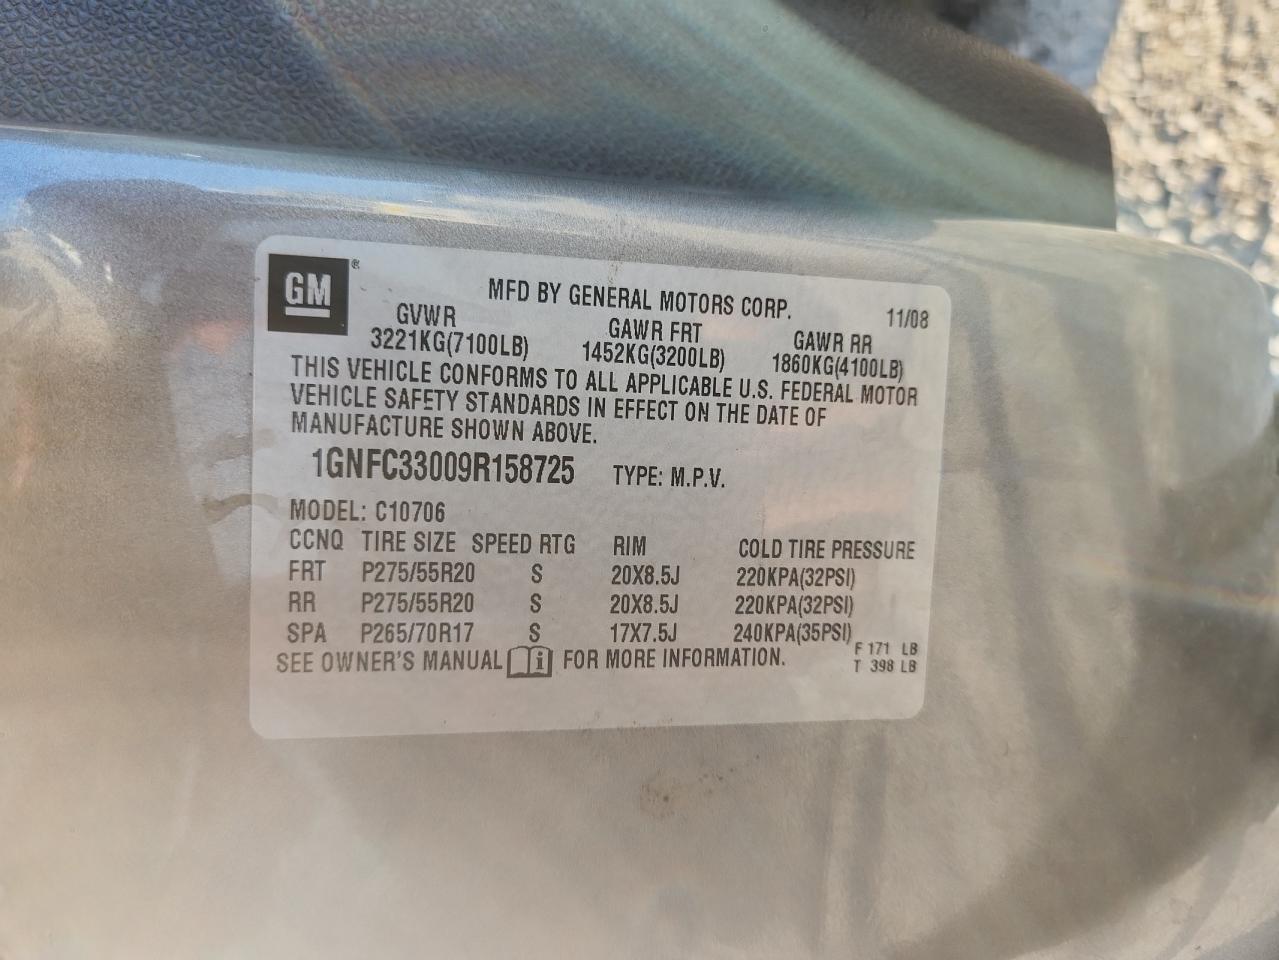 GM ®
MFD BY GENERAL MOTORS CORP. 11/08
GVWR GAWR FRT GAWR RR
3221KG(7100LB) 1452KG(3200LB) 1860KG(4100LB)
THIS VEHICLE CONFORMS TO ALL APPLICABLE U.S. FEDERAL MOTOR
VEHICLE SAFETY STANDARDS IN EFFECT ON THE DATE OF
MANUFACTURE SHOWN ABOVE.
1GNFC33009R158725 TYPE: M.P.V.
MODEL: C10706
CCNQ TIRE SIZE SPEED RTG RIM COLD TIRE PRESSURE
FRT P275/55R20 S 20X8.5J 220KPA(32PSI)
RR P275/55R20 S 20X8.5J 220KPA(32PSI)
SPA P265/70R17 S 17X7.5J 240KPA(35PSI)
SEE OWNER'S MANUAL i FOR MORE INFORMATION.
F 171 LB
T 398 LB